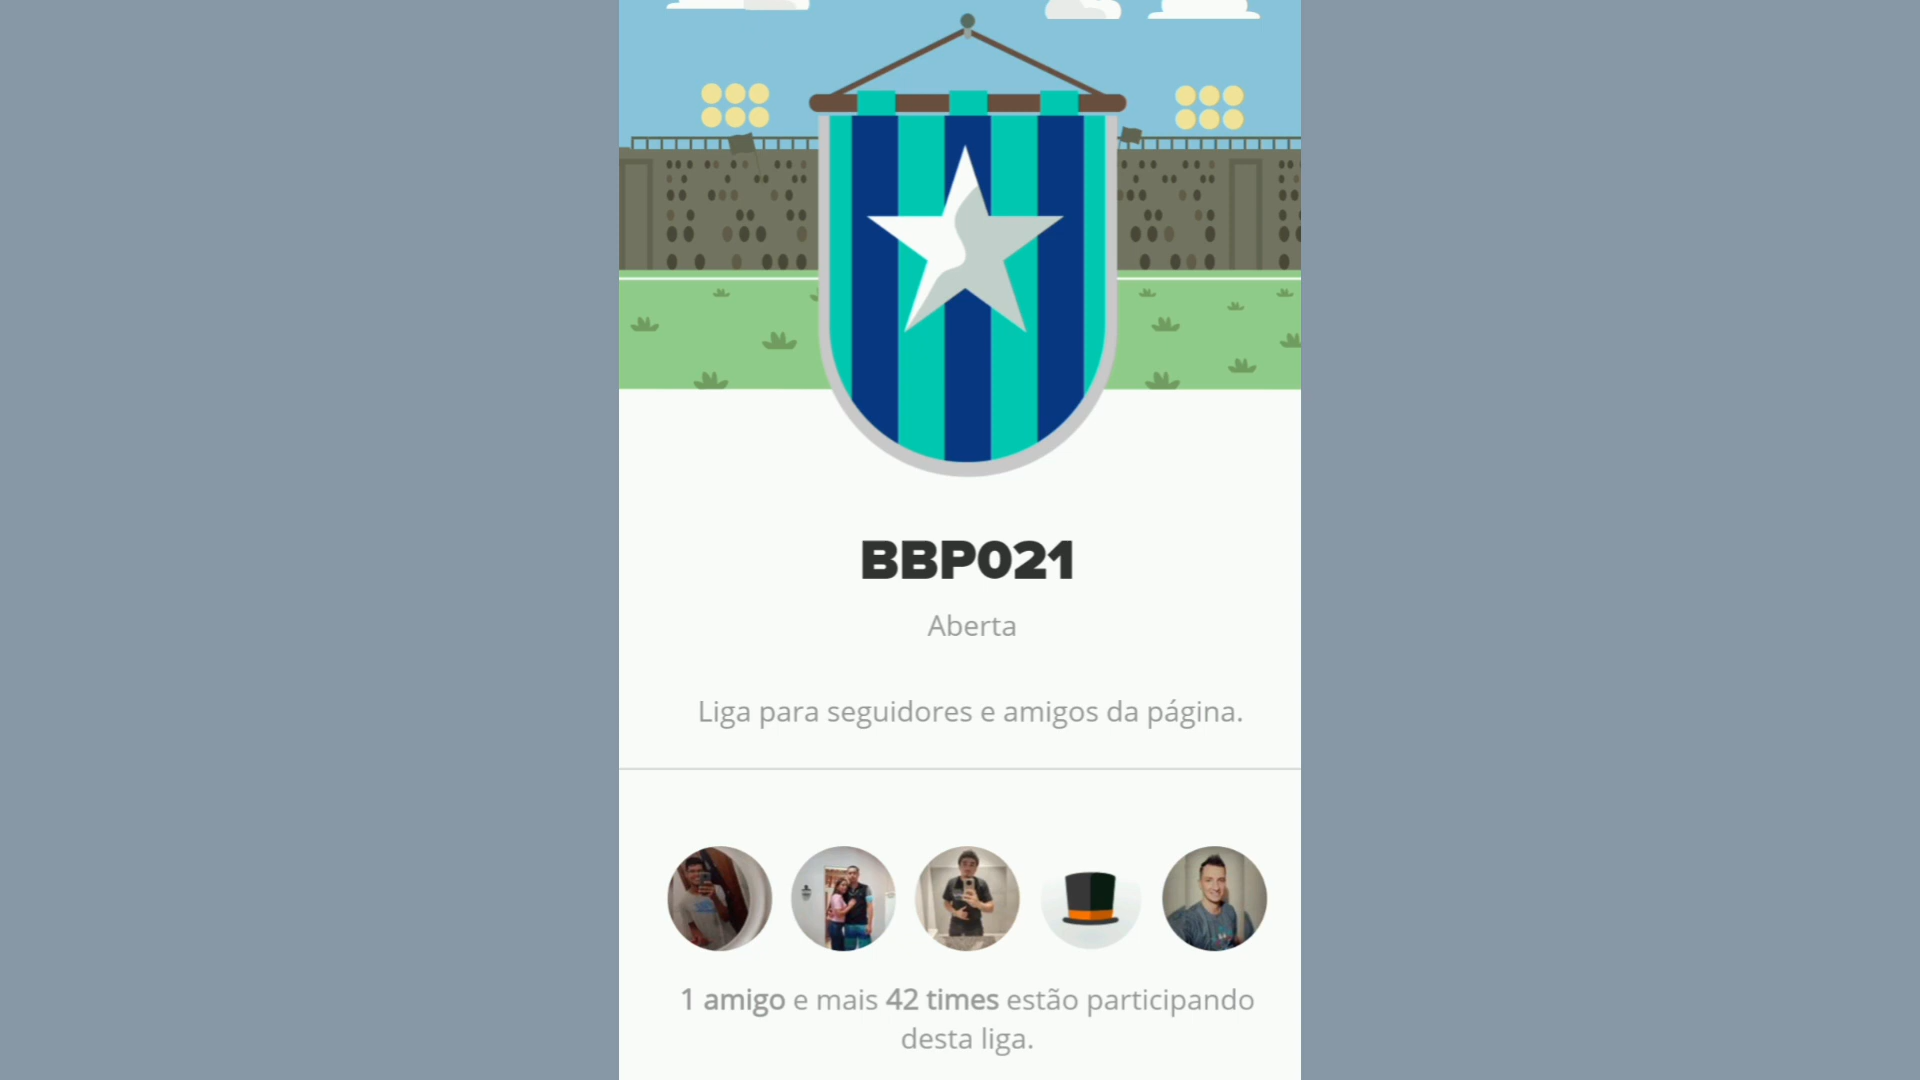 BBP021
Aberta
Liga para seguidores e amigos da página.
1 amigo e mais 42 times estão participando
desta liga.